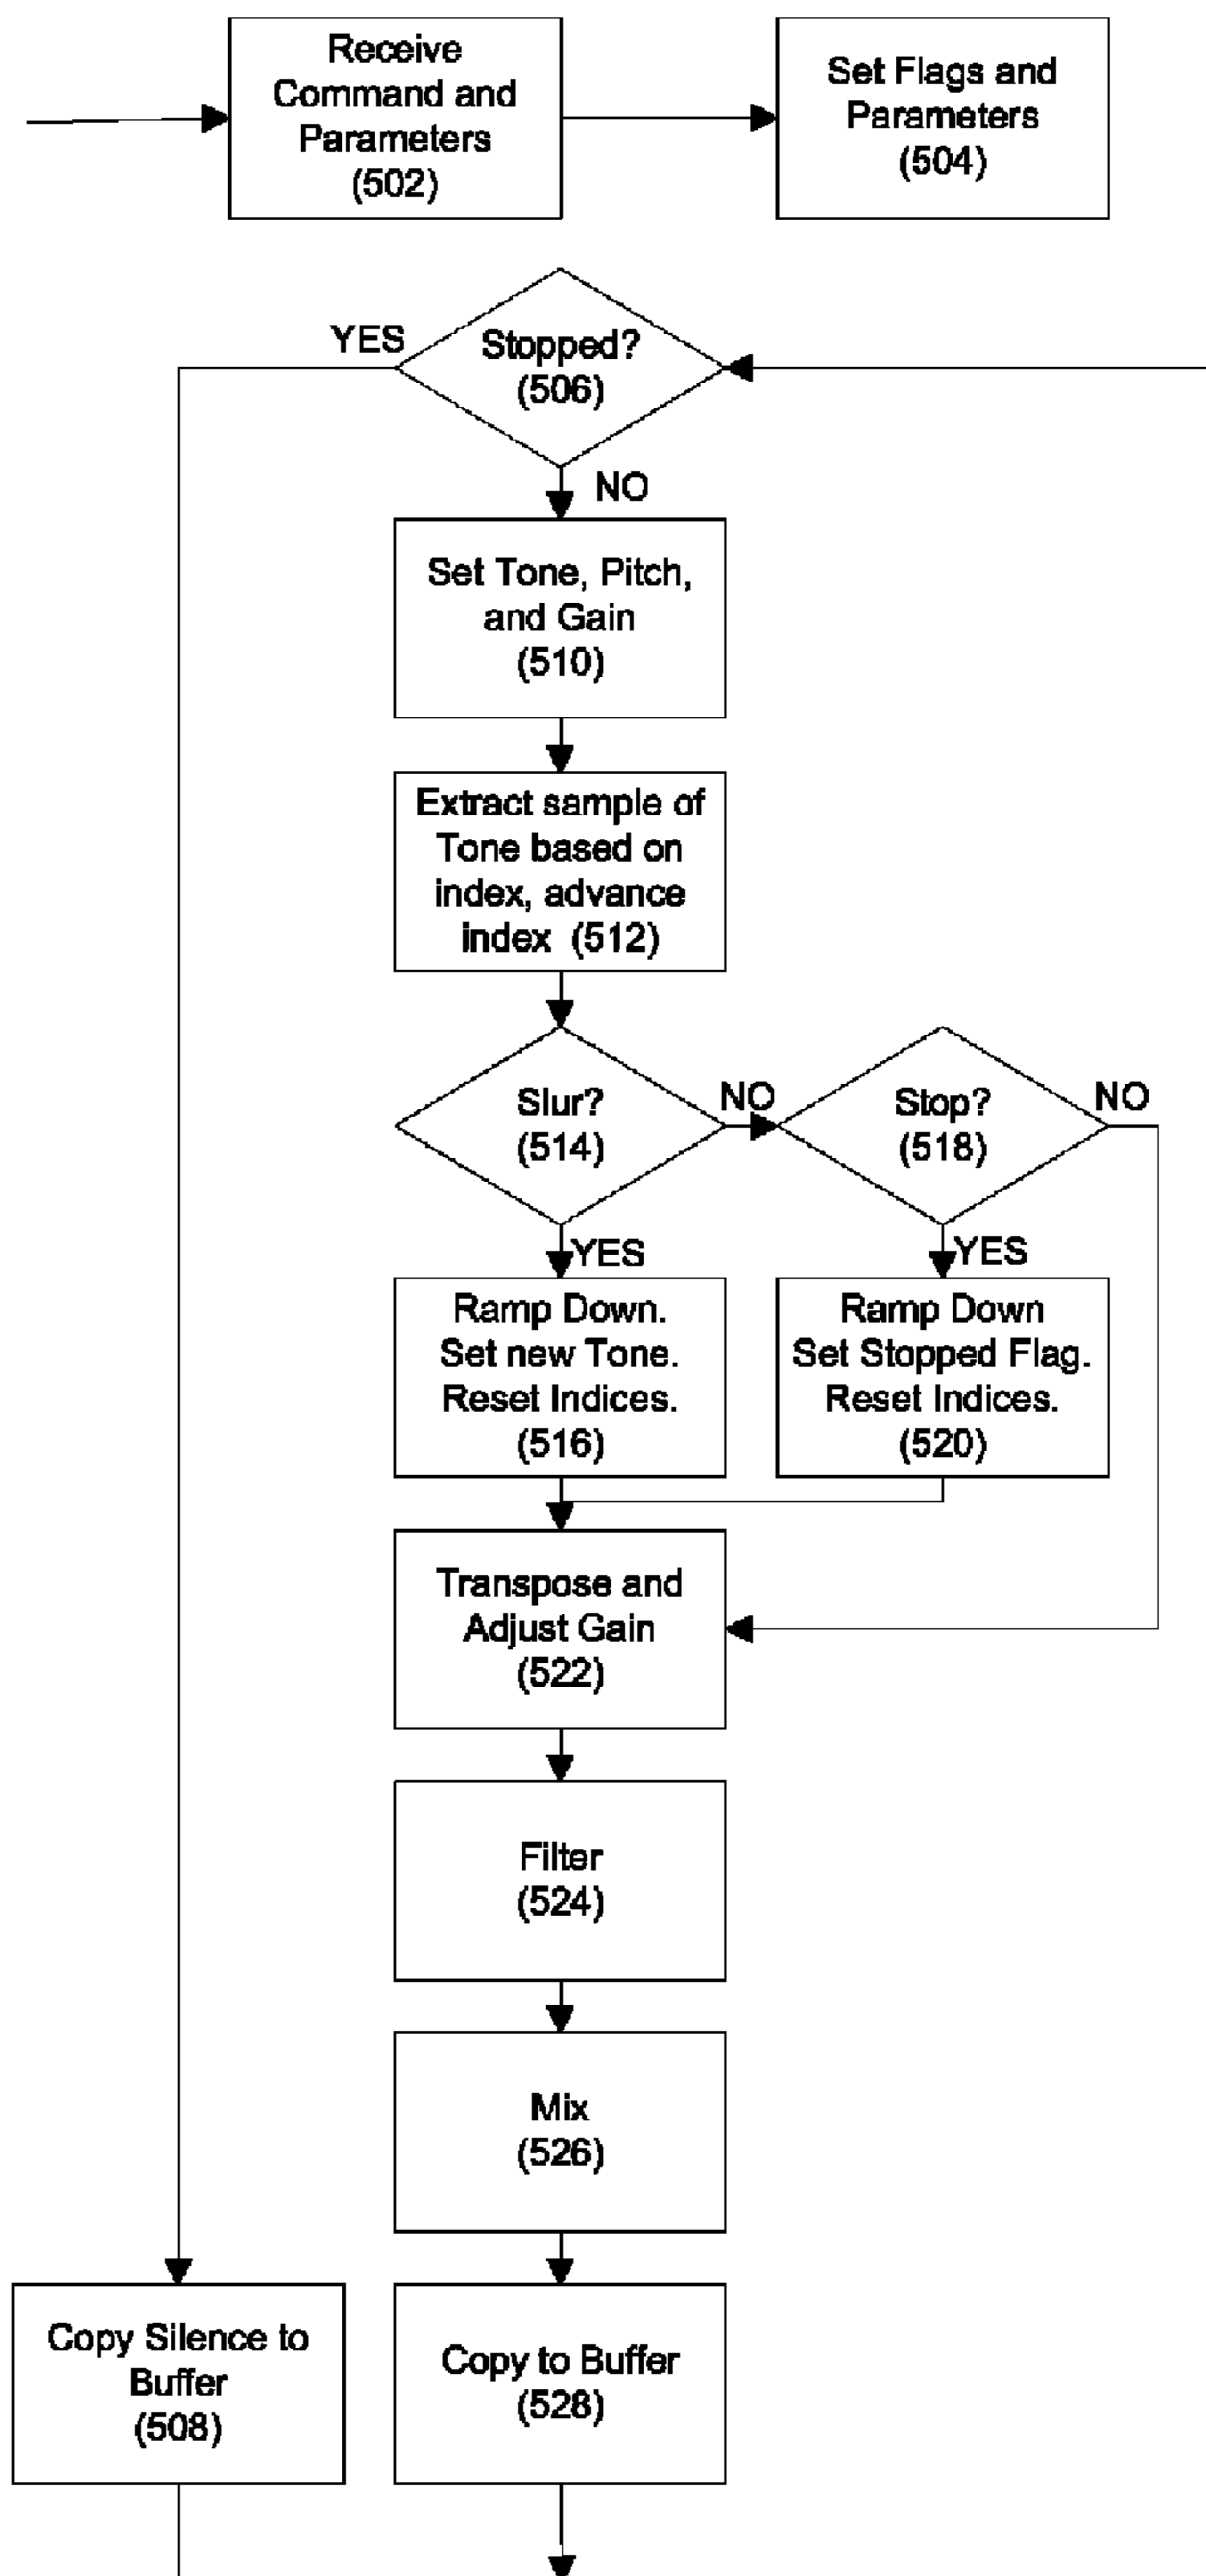 Receive
Command and
Parameters
(502)
Set Flags and
Parameters
(504)
YES
Stopped?
(506)
NO
Set Tone, Pitch,
and Gain
(510)
Extract sample of
Tone based on
index, advance
index (512)
Slur?
(514)
NO
Stop?
(518)
NO
YES
YES
Ramp Down.
Set new Tone.
Reset Indices.
(516)
Ramp Down
Set Stopped Flag.
Reset Indices.
(520)
Transpose and
Adjust Gain
(522)
Filter
(524)
Mix
(526)
Copy Silence to
Buffer
(508)
Copy to Buffer
(528)